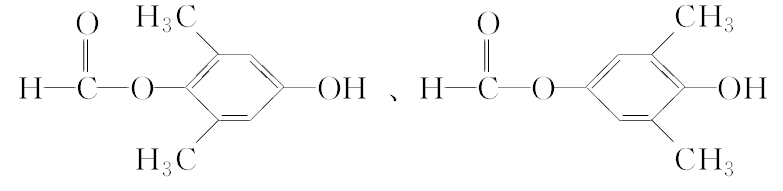 O H₃C O CH₃
H—C—O OH 、 H—C—O OH
H₃C CH₃